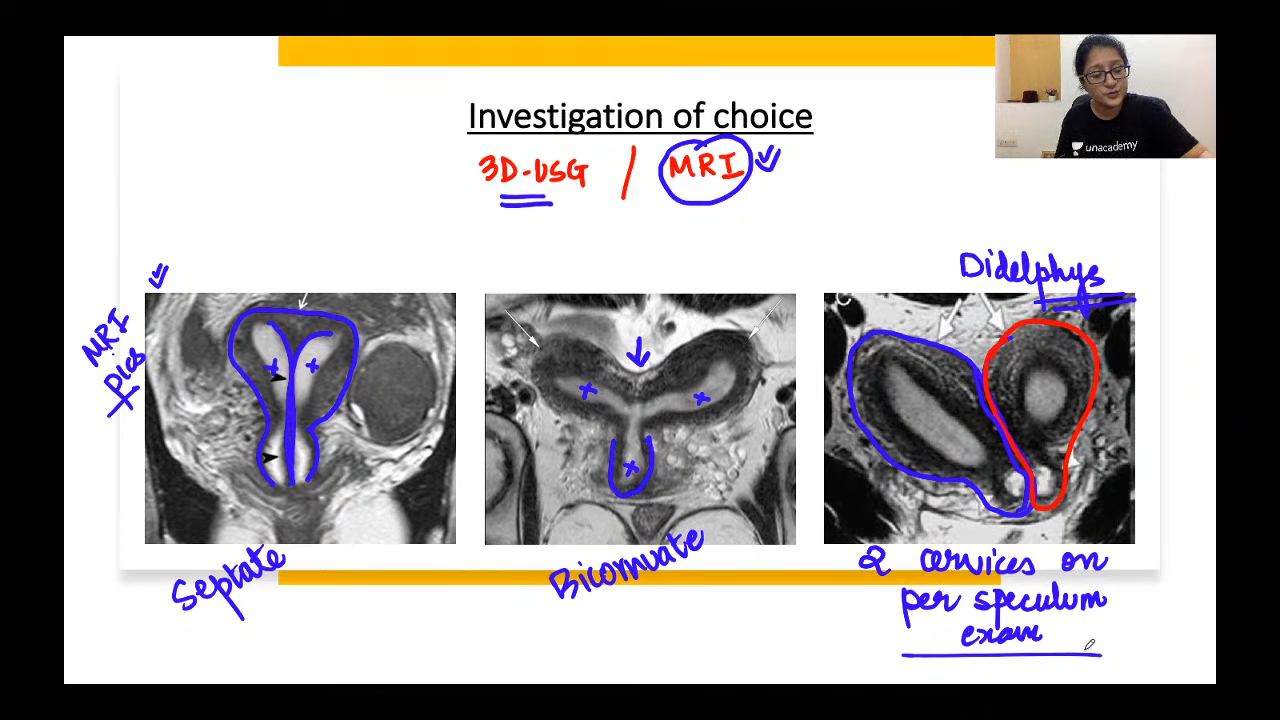 Investigation of choice
3D-USG / MRI
unacademy
Didelphys
MRI
pics
C
Septate
Bicornuate
2 cervices on
per speculum
exam